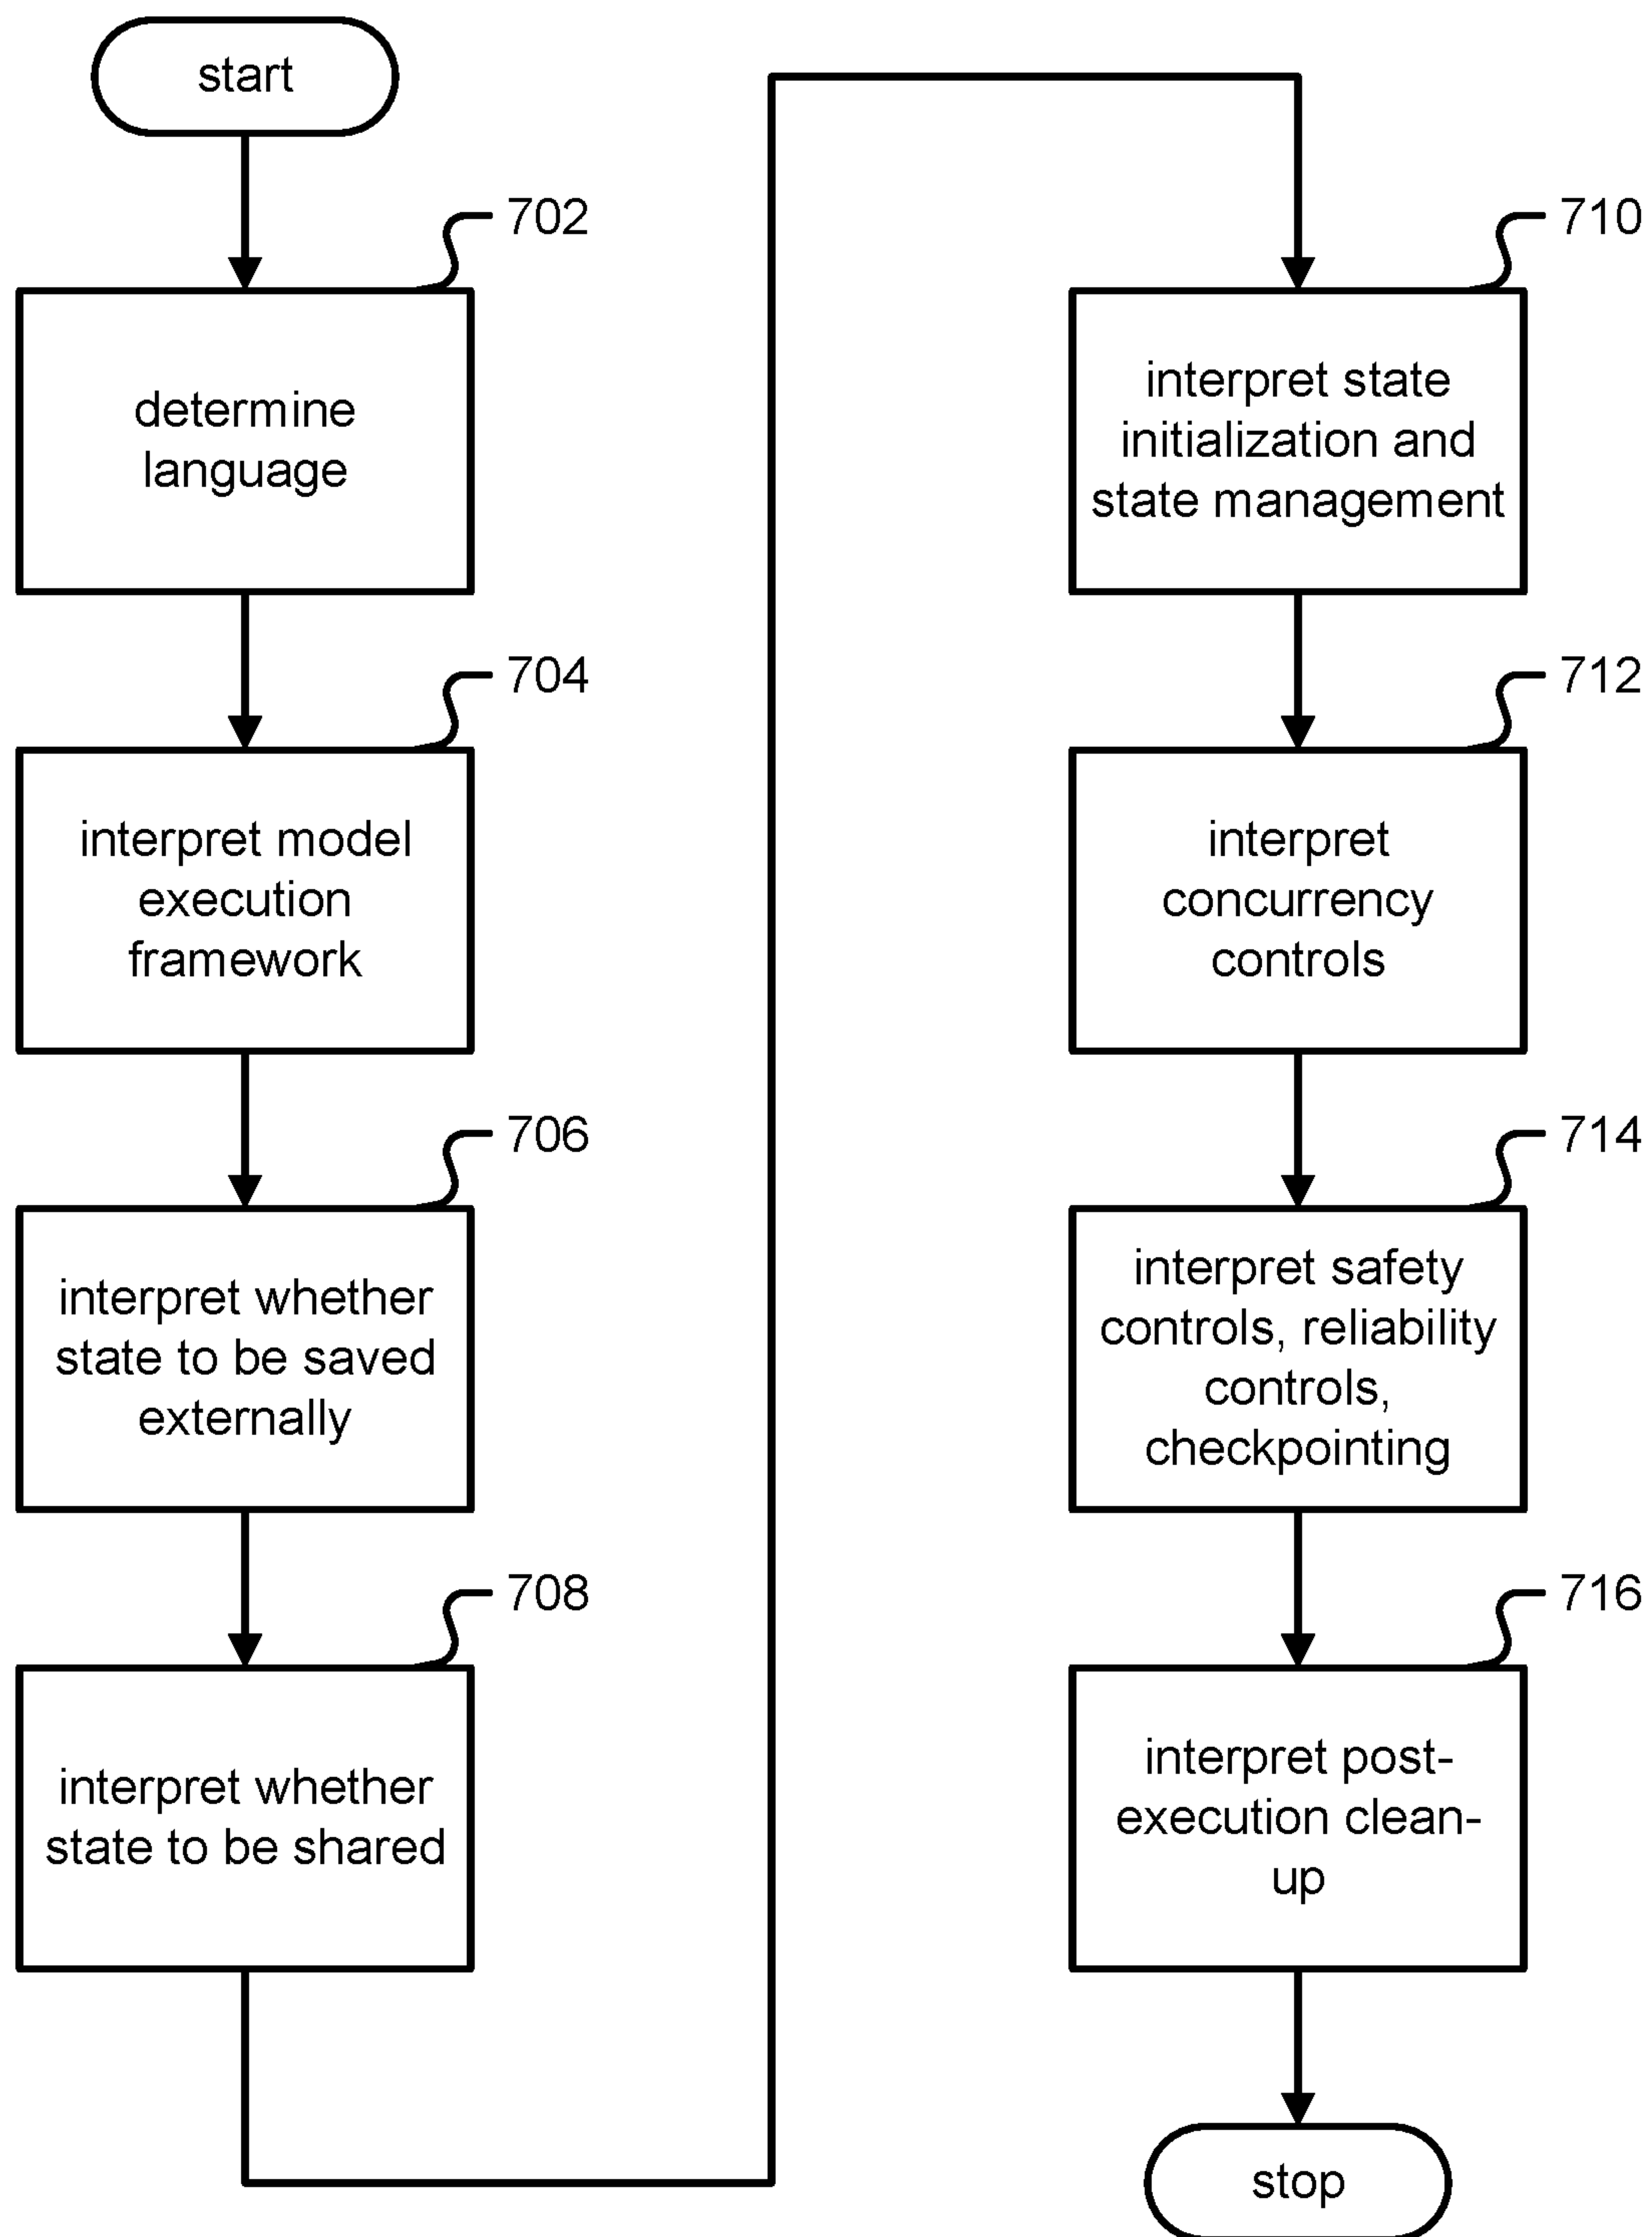 start
702
determine
language
704
interpret model
execution
framework
706
interpret whether
state to be saved
externally
708
interpret whether
state to be shared
710
interpret state
initialization and
state management
712
interpret
concurrency
controls
714
interpret safety
controls, reliability
controls,
checkpointing
716
interpret post-
execution clean-
up
stop